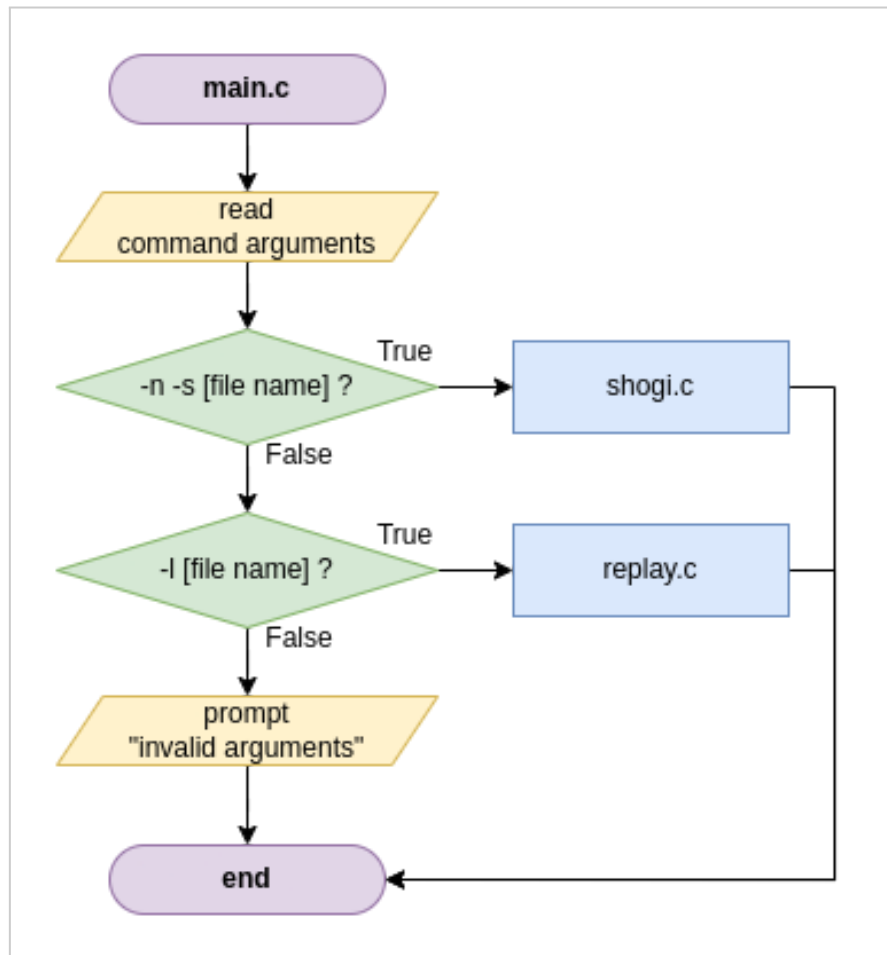 main.c
read
command arguments
-n -s [file name] ?
True
shogi.c
False
-l [file name] ?
True
replay.c
False
prompt
"invalid arguments"
end